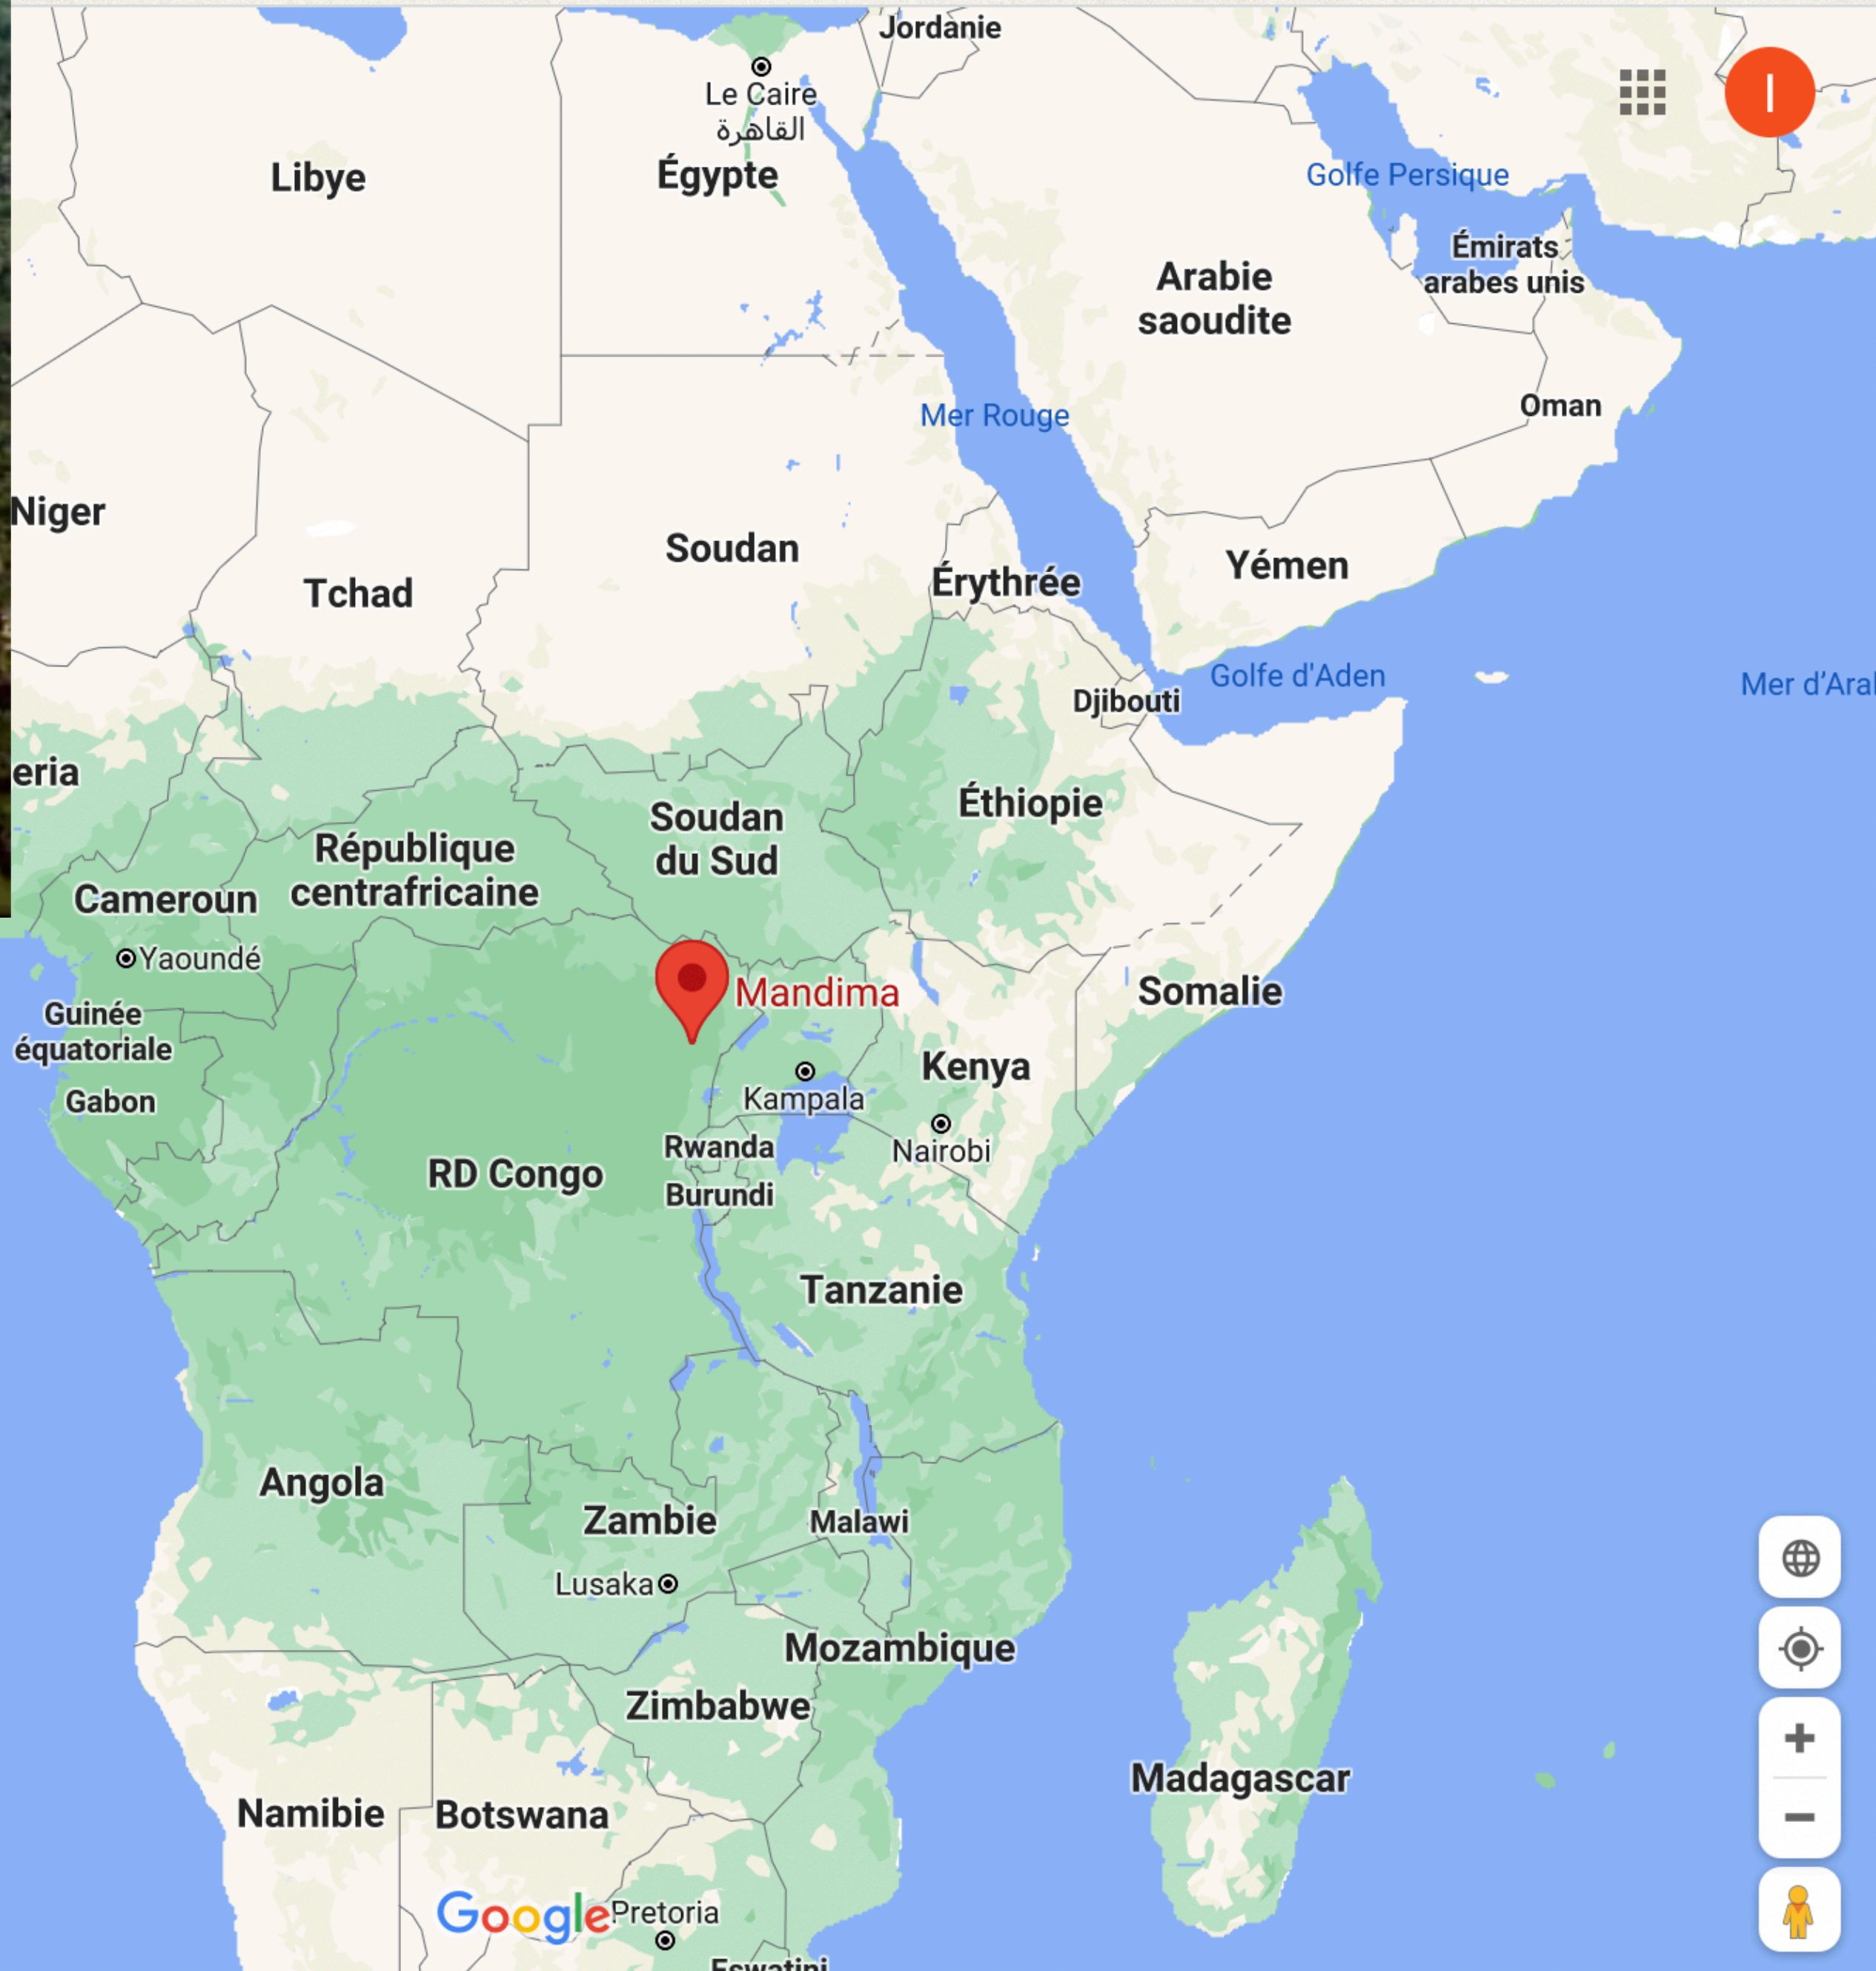 Jordanie
Le Caire
القاهرة
Égypte
Libye
Golfe Persique
Émirats
arabes unis
Arabie
saoudite
Oman
Mer Rouge
Niger
Soudan
Tchad
Érythrée
Yémen
Golfe d'Aden
Mer d’Aral
Djibouti
eria
Éthiopie
Soudan
du Sud
République
centrafricaine
Cameroun
Yaoundé
Mandima
Somalie
Guinée
équatoriale
Kenya
Gabon
Kampala
Rwanda
Nairobi
RD Congo
Burundi
Tanzanie
Angola
Zambie
Malawi
Lusaka
Mozambique
Zimbabwe
Madagascar
Namibie
Botswana
Google
Pretoria
Eswatini
I